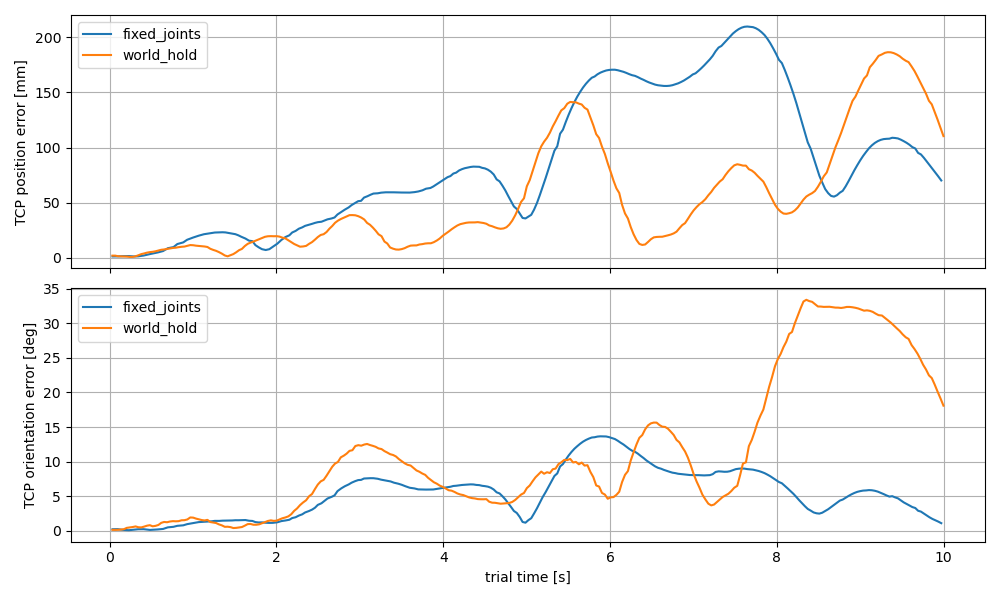 TCP position error [mm]
200
150
100
50
0
fixed_joints
world_hold
TCP orientation error [deg]
35
30
25
20
15
10
5
0
fixed_joints
world_hold
0 2 4 6 8 10
trial time [s]